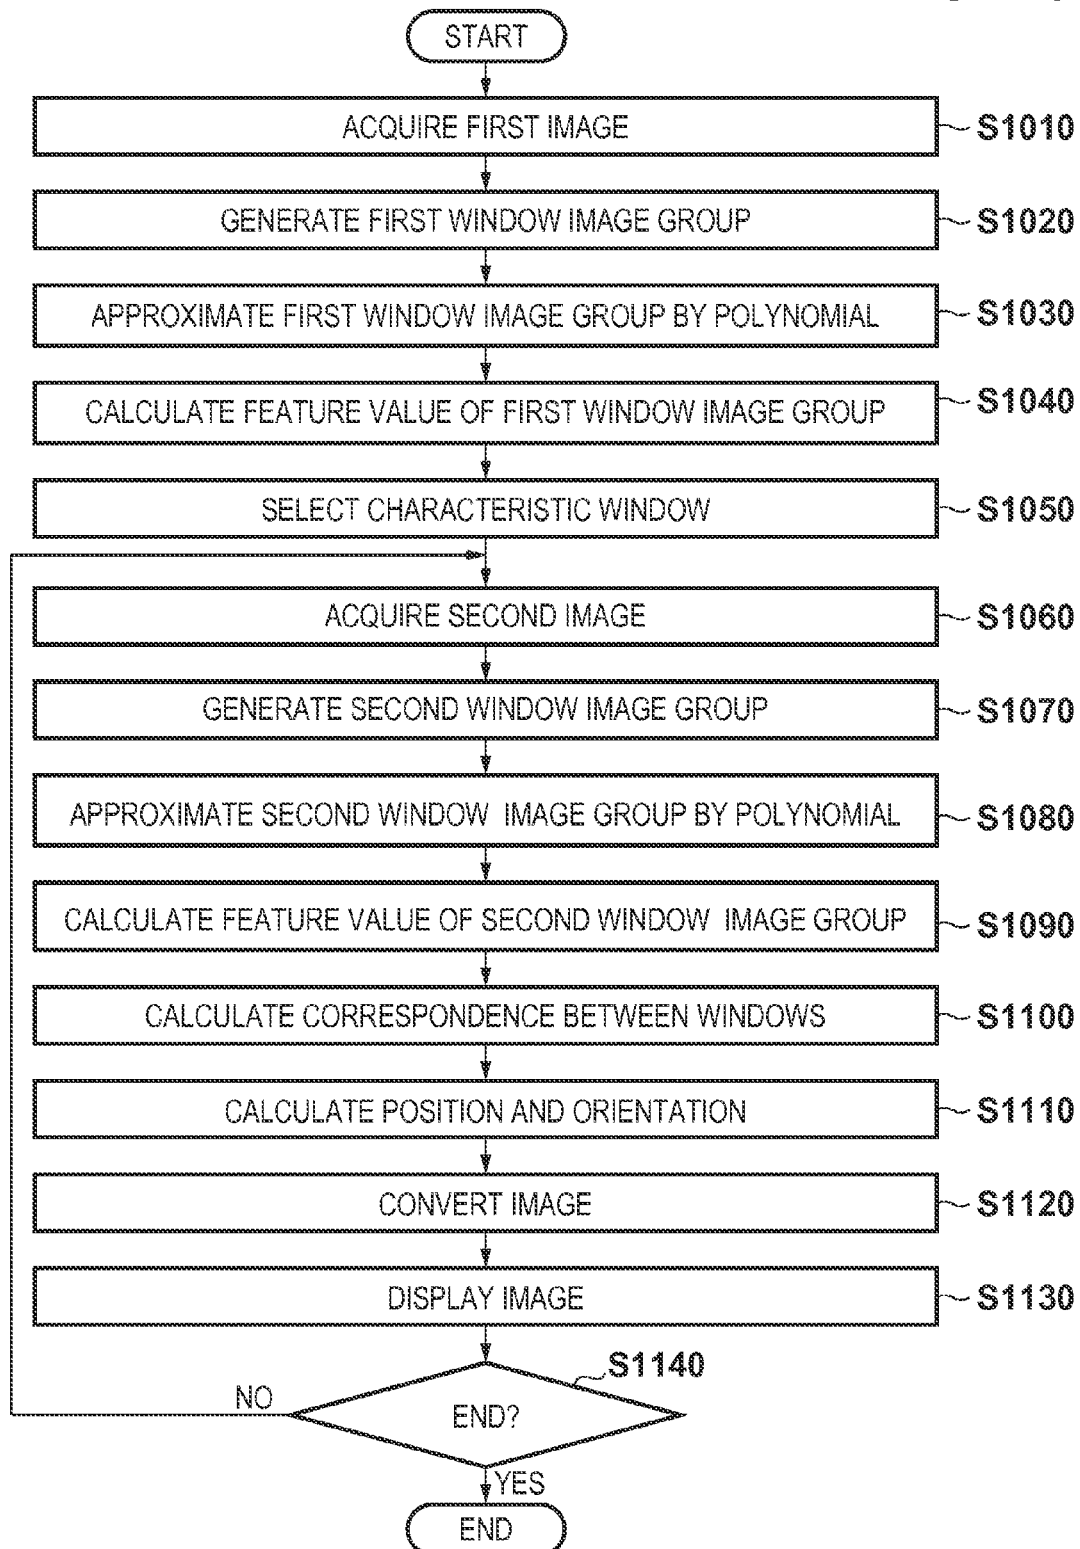 START
ACQUIRE FIRST IMAGE S1010
GENERATE FIRST WINDOW IMAGE GROUP S1020
APPROXIMATE FIRST WINDOW IMAGE GROUP BY POLYNOMIAL S1030
CALCULATE FEATURE VALUE OF FIRST WINDOW IMAGE GROUP S1040
SELECT CHARACTERISTIC WINDOW S1050
ACQUIRE SECOND IMAGE S1060
GENERATE SECOND WINDOW IMAGE GROUP S1070
APPROXIMATE SECOND WINDOW IMAGE GROUP BY POLYNOMIAL S1080
CALCULATE FEATURE VALUE OF SECOND WINDOW IMAGE GROUP S1090
CALCULATE CORRESPONDENCE BETWEEN WINDOWS S1100
CALCULATE POSITION AND ORIENTATION S1110
CONVERT IMAGE S1120
DISPLAY IMAGE S1130
S1140
NO
END?
YES
END